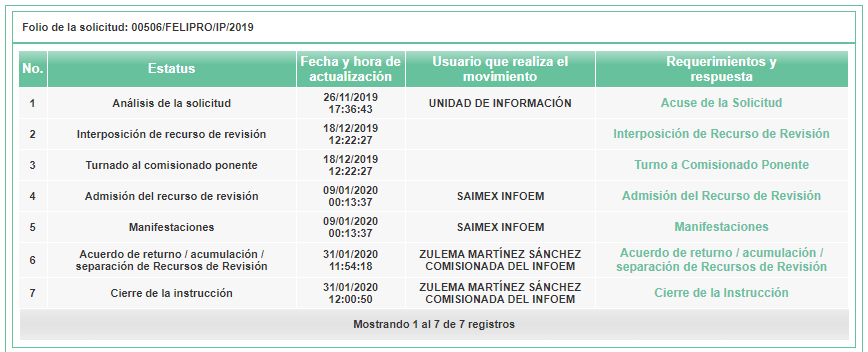 Folio de la solicitud: 00506/FELIPRO/IP/2019
No. Estatus Fecha y hora de actualización Usuario que realiza el movimiento Requerimientos y respuesta
1 Análisis de la solicitud 26/11/2019 17:36:43 UNIDAD DE INFORMACIÓN Acuse de la Solicitud
2 Interposición de recurso de revisión 18/12/2019 12:22:27 Interposición de Recurso de Revisión
3 Turnado al comisionado ponente 18/12/2019 12:22:27 Turno a Comisionado Ponente
4 Admisión del recurso de revisión 09/01/2020 00:13:37 SAIMEX INFOEM Admisión del Recurso de Revisión
5 Manifestaciones 09/01/2020 00:13:37 SAIMEX INFOEM Manifestaciones
6 Acuerdo de returno / acumulación / separación de Recursos de Revisión 31/01/2020 11:54:18 ZULEMA MARTÍNEZ SÁNCHEZ COMISIONADA DEL INFOEM Acuerdo de returno / acumulación / separación de Recursos de Revisión
7 Cierre de la instrucción 31/01/2020 12:00:50 ZULEMA MARTÍNEZ SÁNCHEZ COMISIONADA DEL INFOEM Cierre de la Instrucción
Mostrando 1 al 7 de 7 registros